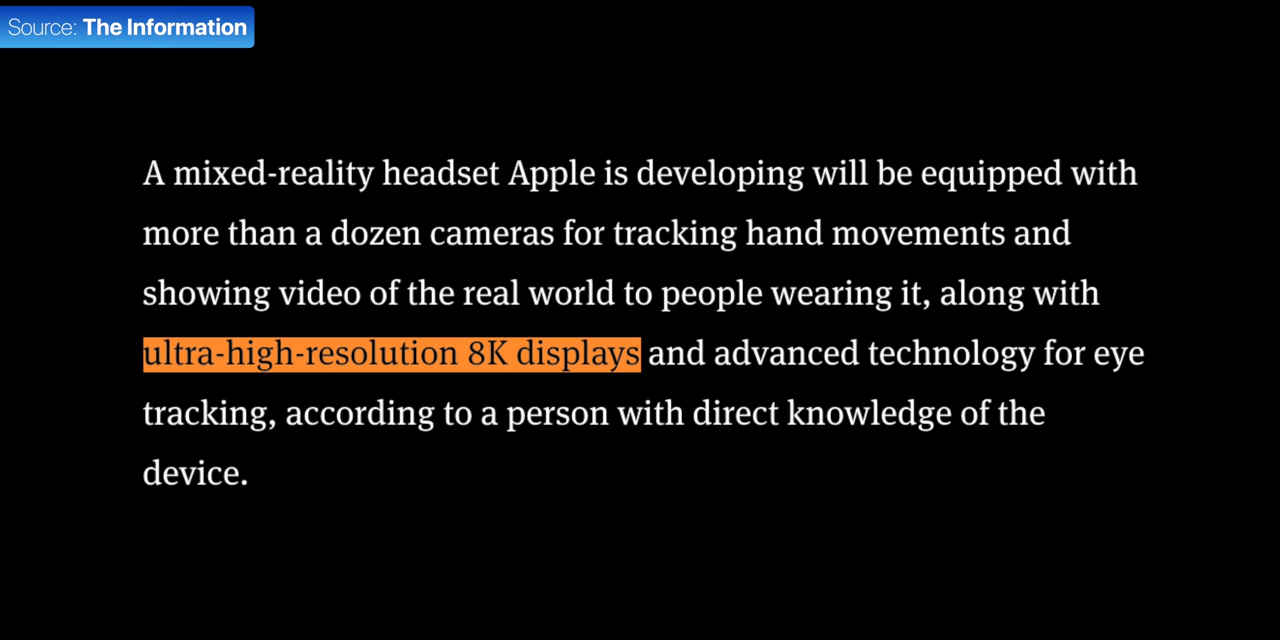 Source: The Information
A mixed-reality headset Apple is developing will be equipped with
more than a dozen cameras for tracking hand movements and
showing video of the real world to people wearing it, along with
ultra-high-resolution 8K displays and advanced technology for eye
tracking, according to a person with direct knowledge of the
device.